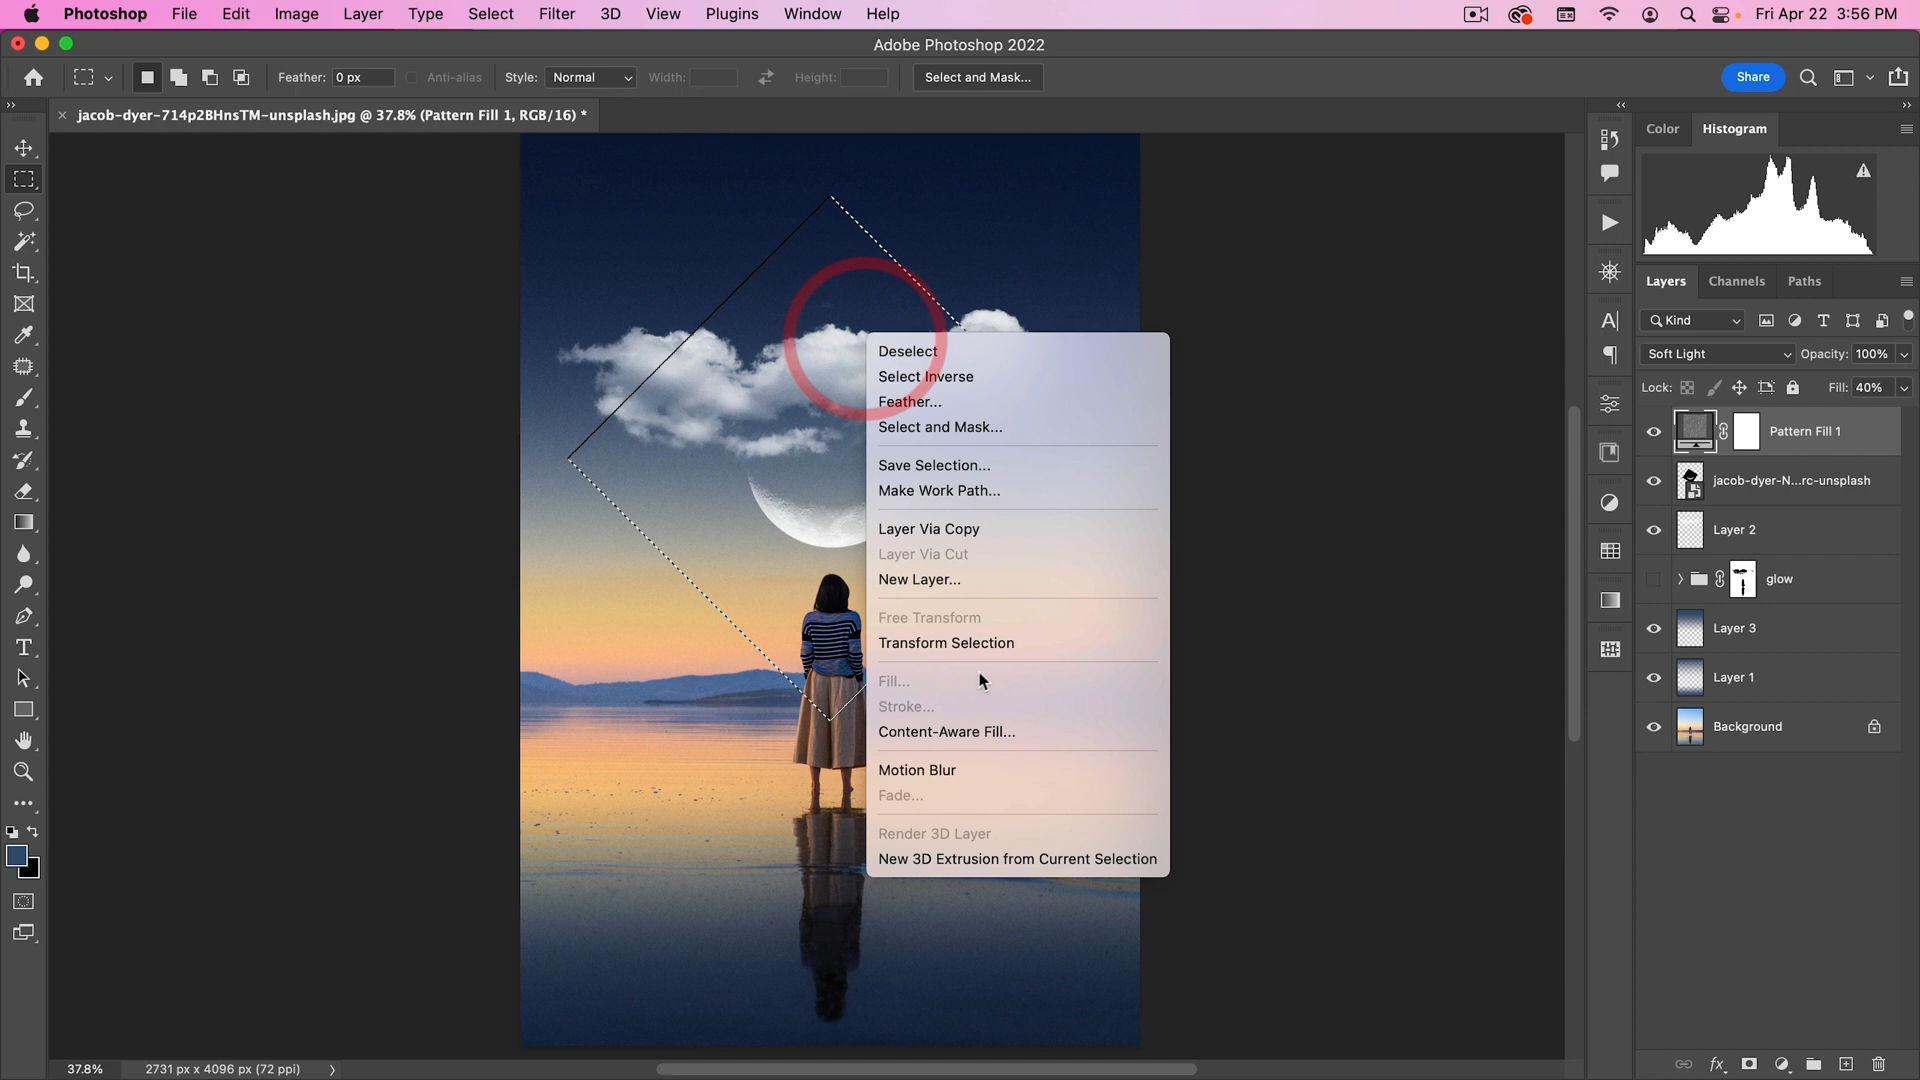 Photoshop File Edit Image Layer Type Select Filter 3D View Plugins Window Help Fri Apr 22 3:56 PM
Adobe Photoshop 2022
Feather: 0 px Anti-alias Style: Normal Width: Height: Select and Mask... Share
jacob-dyer-714p2BHnsTM-unsplash.jpg @ 37.8% (Pattern Fill 1, RGB/16) *
Color Histogram
Layers Channels Paths
Kind
Soft Light Opacity: 100%
Lock: Fill: 40%
Pattern Fill 1
jacob-dyer-N...rc-unsplash
Layer 2
glow
Layer 3
Layer 1
Background
Deselect
Select Inverse
Feather...
Select and Mask...
Save Selection...
Make Work Path...
Layer Via Copy
Layer Via Cut
New Layer...
Free Transform
Transform Selection
Fill...
Stroke...
Content-Aware Fill...
Motion Blur
Fade...
Render 3D Layer
New 3D Extrusion from Current Selection
37.8% 2731 px x 4096 px (72 ppi)